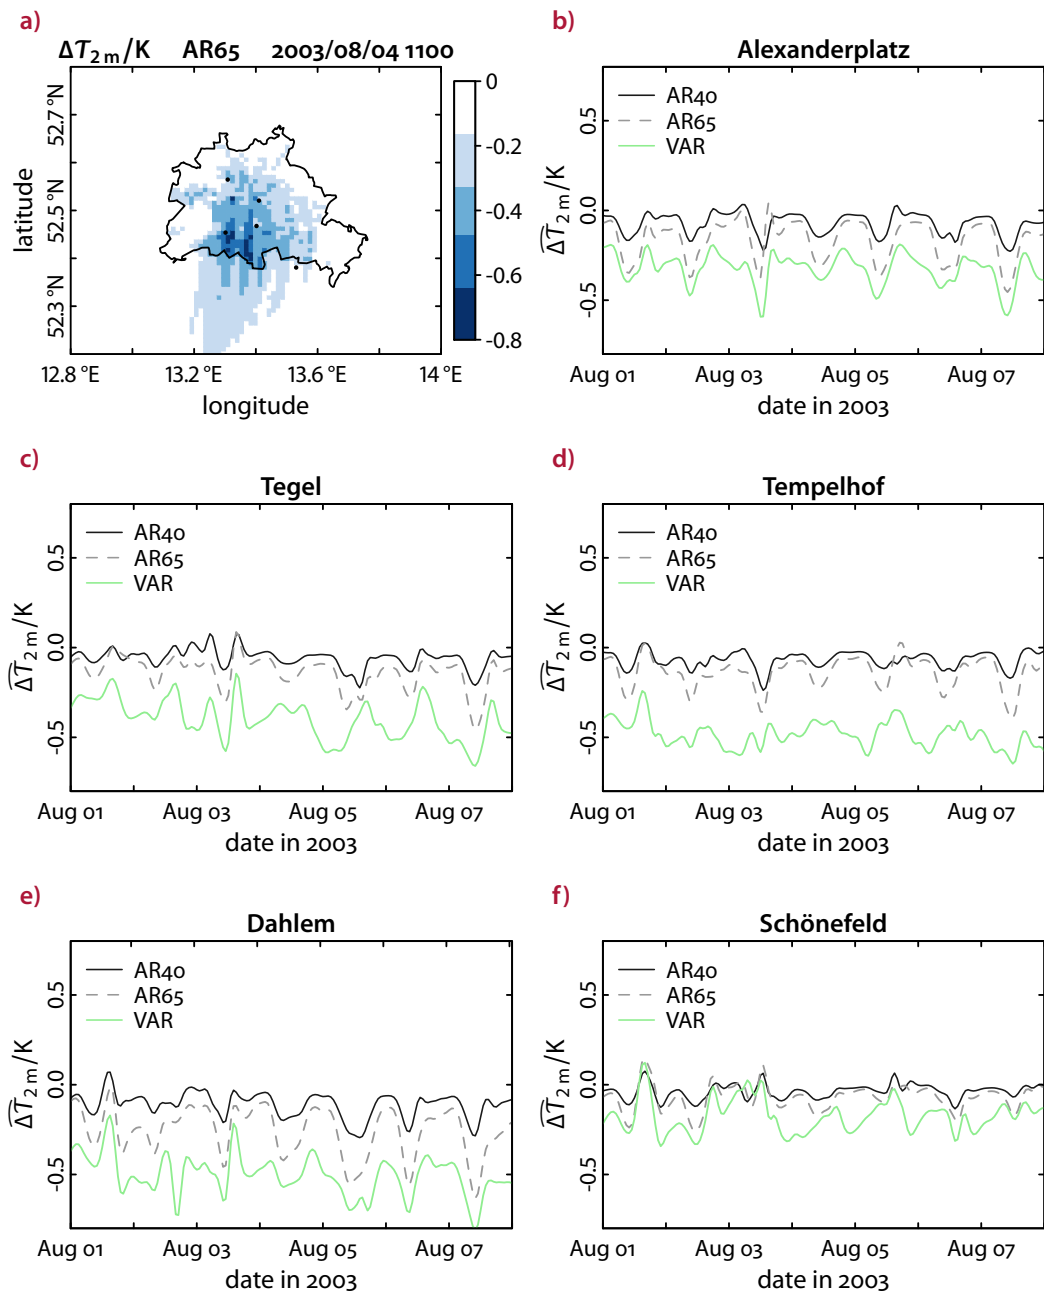 a)
ΔT2 m/K AR65 2003/08/04 1100
latitude
52.7 °N
52.5 °N
52.3 °N
0
-0.2
-0.4
-0.6
-0.8
12.8 °E 13.2 °E 13.6 °E 14 °E
longitude
b)
Alexanderplatz
AR40
AR65
VAR
Δ͡T2 m/K
0.5
0.0
-0.5
Aug 01 Aug 03 Aug 05 Aug 07
date in 2003
c)
Tegel
AR40
AR65
VAR
Δ͡T2 m/K
0.5
0.0
-0.5
Aug 01 Aug 03 Aug 05 Aug 07
date in 2003
d)
Tempelhof
AR40
AR65
VAR
Δ͡T2 m/K
0.5
0.0
-0.5
Aug 01 Aug 03 Aug 05 Aug 07
date in 2003
e)
Dahlem
AR40
AR65
VAR
Δ͡T2 m/K
0.5
0.0
-0.5
Aug 01 Aug 03 Aug 05 Aug 07
date in 2003
f)
Schönefeld
AR40
AR65
VAR
Δ͡T2 m/K
0.5
0.0
-0.5
Aug 01 Aug 03 Aug 05 Aug 07
date in 2003